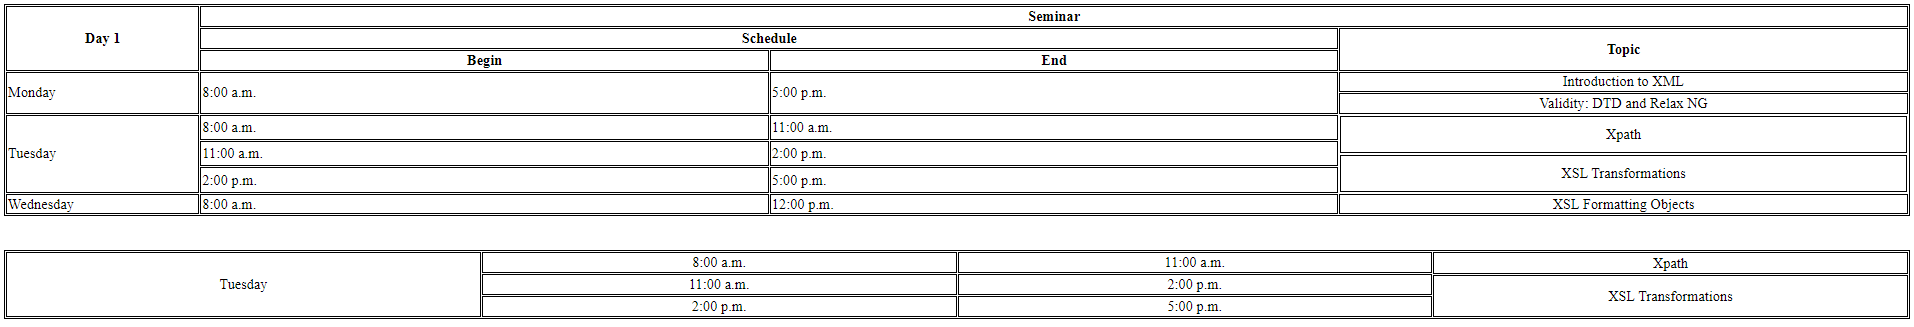 Day 1 Seminar
Schedule Topic
Begin End
Monday 8:00 a.m. 5:00 p.m. Introduction to XML
Validity: DTD and Relax NG
Tuesday 8:00 a.m. 11:00 a.m. Xpath
11:00 a.m. 2:00 p.m.
2:00 p.m. 5:00 p.m. XSL Transformations
Wednesday 8:00 a.m. 12:00 p.m. XSL Formatting Objects
Tuesday 8:00 a.m. 11:00 a.m. Xpath
11:00 a.m. 2:00 p.m. XSL Transformations
2:00 p.m. 5:00 p.m.